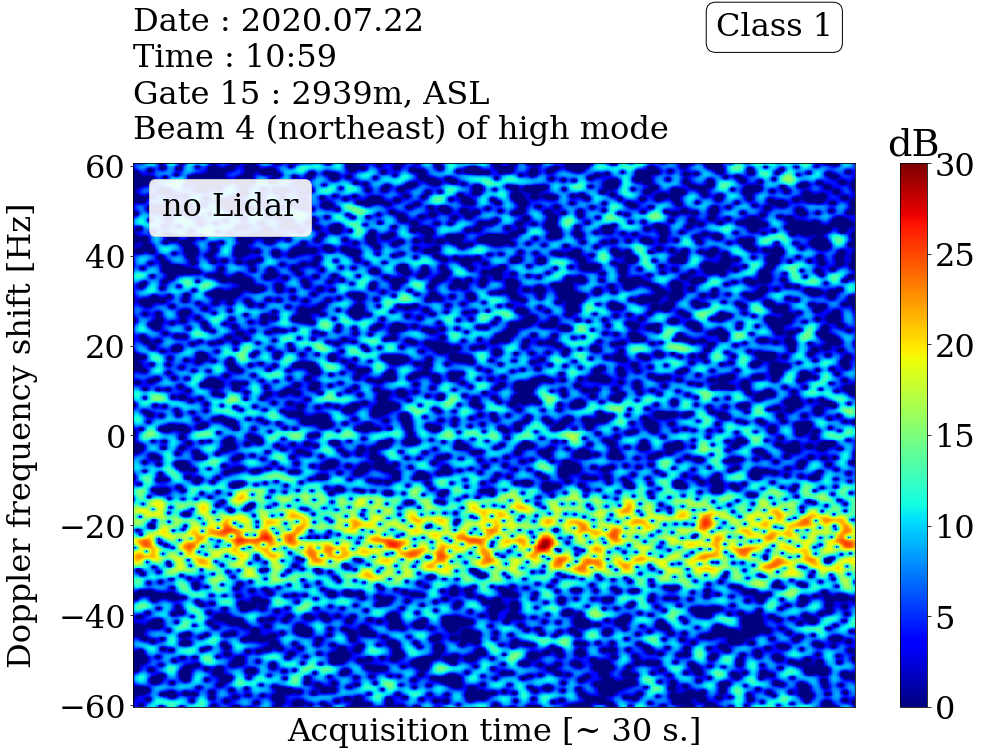 Date : 2020.07.22
Time : 10:59
Gate 15 : 2939m, ASL
Beam 4 (northeast) of high mode
Class 1
dB
no Lidar
60
40
20
0
−20
−40
−60
Doppler frequency shift [Hz]
Acquisition time [~ 30 s.]
30
25
20
15
10
5
0